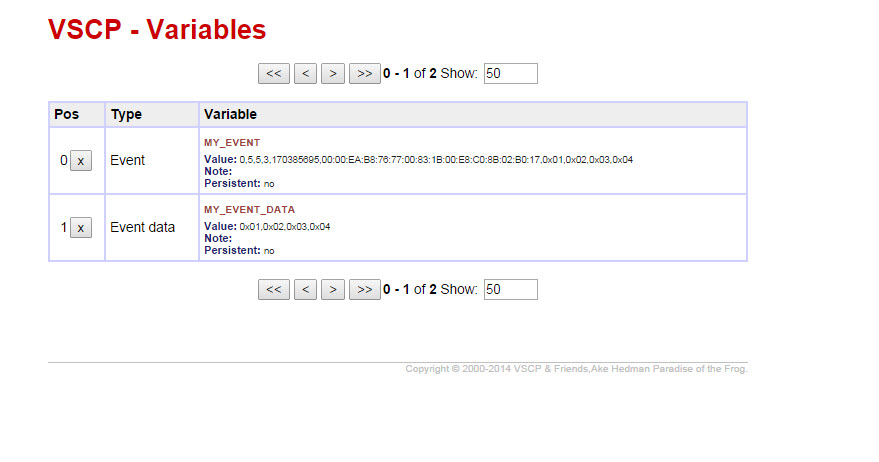 VSCP - Variables
<< < > >> 0 - 1 of 2 Show: 50
Pos Type Variable
MY_EVENT
0 x Event Value: 0,5,5,3,170385695,00:00:EA:B8:76:77:00:83:1B:00:E8:C0:8B:02:B0:17,0x01,0x02,0x03,0x04
Note:
Persistent: no
MY_EVENT_DATA
1 x Event data Value: 0x01,0x02,0x03,0x04
Note:
Persistent: no
<< < > >> 0 - 1 of 2 Show: 50
Copyright © 2000-2014 VSCP & Friends,Ake Hedman Paradise of the Frog.